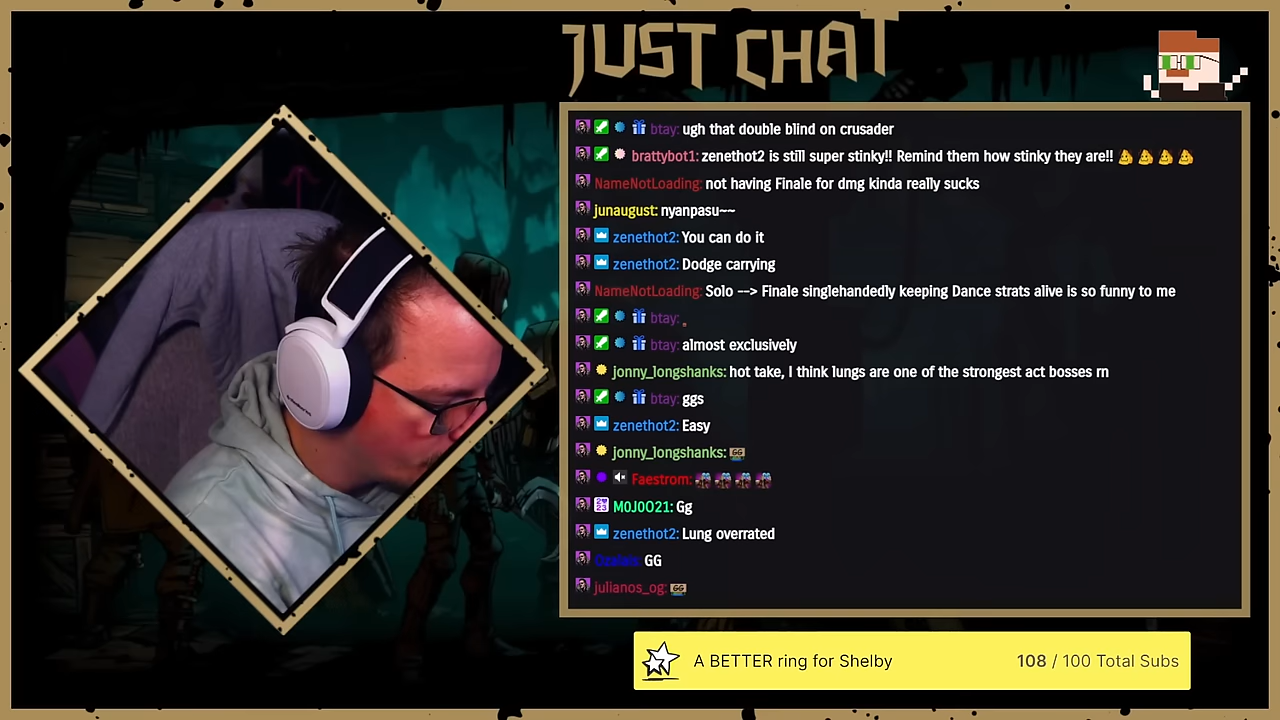 JUST CHAT
btay: ugh that double blind on crusader
brattybot1: zenethot2 is still super stinky!! Remind them how stinky they are!!
NameNotLoading: not having Finale for dmg kinda really sucks
junaugust: nyanpasu~~
zenethot2: You can do it
zenethot2: Dodge carrying
NameNotLoading: Solo --> Finale singlehandedly keeping Dance strats alive is so funny to me
btay: .
btay: almost exclusively
jonny_longshanks: hot take, I think lungs are one of the strongest act bosses rn
btay: ggs
zenethot2: Easy
jonny_longshanks: GG
Faestrom:
M0J0O21: Gg
zenethot2: Lung overrated
GG
julianos_og: GG
A BETTER ring for Shelby
108 / 100 Total Subs